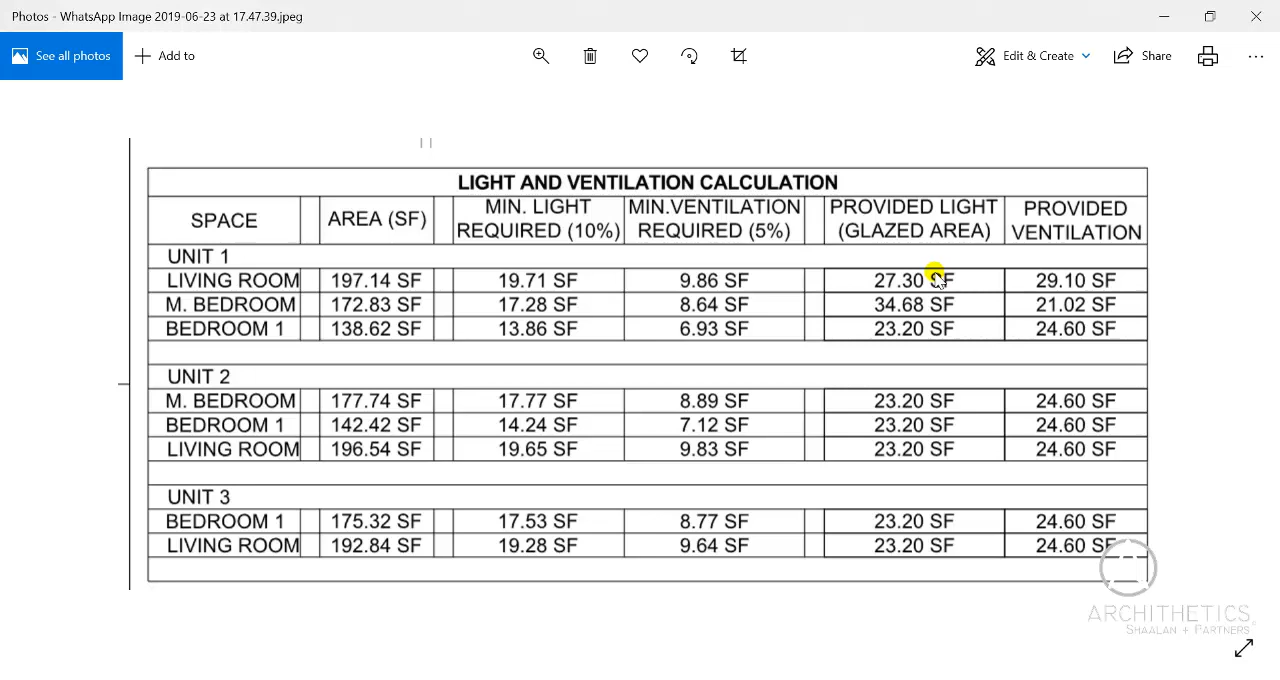 Photos - WhatsApp Image 2019-06-23 at 17.47.39.jpeg
See all photos Add to Edit & Create Share
LIGHT AND VENTILATION CALCULATION
SPACE AREA (SF) MIN. LIGHT REQUIRED (10%) MIN.VENTILATION REQUIRED (5%) PROVIDED LIGHT (GLAZED AREA) PROVIDED VENTILATION
UNIT 1
LIVING ROOM 197.14 SF 19.71 SF 9.86 SF 27.30 SF 29.10 SF
M. BEDROOM 172.83 SF 17.28 SF 8.64 SF 34.68 SF 21.02 SF
BEDROOM 1 138.62 SF 13.86 SF 6.93 SF 23.20 SF 24.60 SF
UNIT 2
M. BEDROOM 177.74 SF 17.77 SF 8.89 SF 23.20 SF 24.60 SF
BEDROOM 1 142.42 SF 14.24 SF 7.12 SF 23.20 SF 24.60 SF
LIVING ROOM 196.54 SF 19.65 SF 9.83 SF 23.20 SF 24.60 SF
UNIT 3
BEDROOM 1 175.32 SF 17.53 SF 8.77 SF 23.20 SF 24.60 SF
LIVING ROOM 192.84 SF 19.28 SF 9.64 SF 23.20 SF 24.60 SF
ARCHITHETICS
SHAALAN + PARTNERS